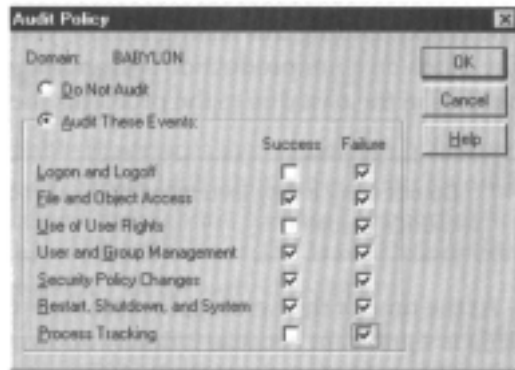 Audit Policy
Domain: BABYLON
Do Not Audit
Audit These Events:
Success Failure
Logon and Logoff
File and Object Access
Use of User Rights
User and Group Management
Security Policy Changes
Restart, Shutdown, and System
Process Tracking
OK
Cancel
Help